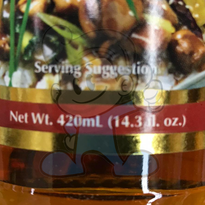 Serving Suggestion
Net Wt. 420mL (14.3 fl. oz.)